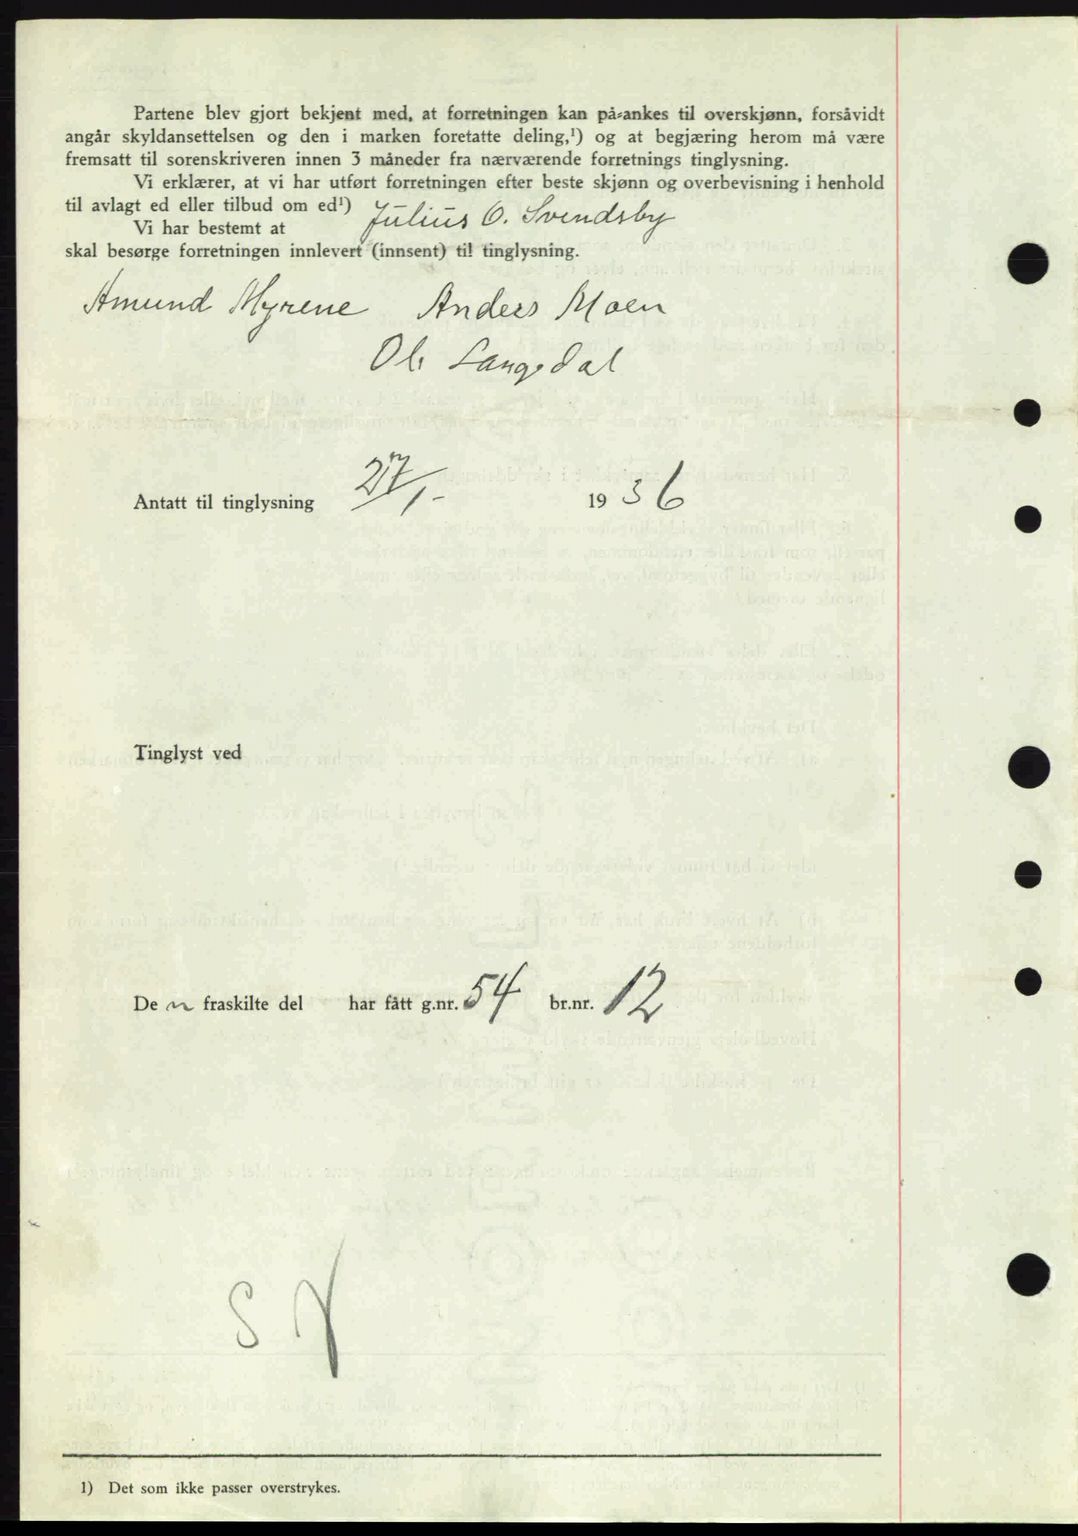 Partene blev gjort bekjent med, at forretningen kan på-ankes til overskjønn, forsåvidt
angår skyldansettelsen og den i marken foretatte deling,¹) og at begjæring herom må være
fremsatt til sorenskriveren innen 3 måneder fra nærværende forretnings tinglysning.
Vi erklærer, at vi har utført forretningen efter beste skjønn og overbevisning i henhold
til avlagt ed eller tilbud om ed¹)
Vi har bestemt at Julius O. Svendsby
skal besørge forretningen innlevert (innsent) til tinglysning.
Amund Myrene Anders Moen
Ole Langsdal
Antatt til tinglysning 27/1- 1936
Tinglyst ved
De n fraskilte del har fått g.nr. 54 br.nr. 12
S
1) Det som ikke passer overstrykes.